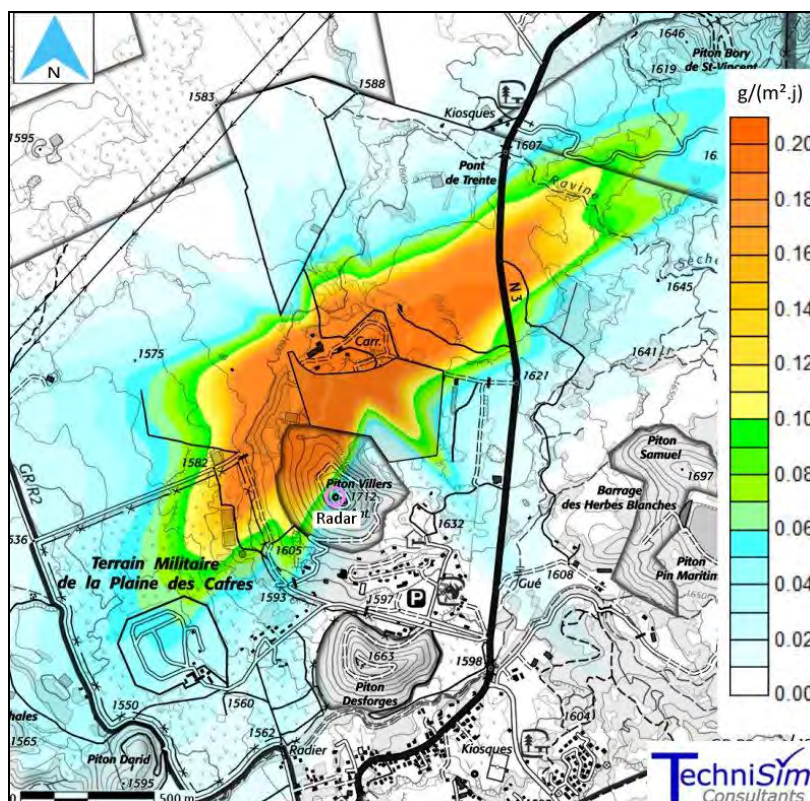 N
1646
Piton Bory
de St-Vincent
1619
g/(m².j)
1588
1583
Kiosques
1595
1607
Pont
de Trente
Ravine
Sèche
1645
N3
1641
Carr.
1575
1621
0.20
0.18
0.16
0.14
0.12
0.10
0.08
0.06
0.04
0.02
0.00
GR R2
1582
Piton
Samuel
1697
Piton Villers
1712
Radar
Barrage
des Herbes Blanches
1632
1605
Terrain Militaire
de la Plaine des Cafres
Piton
Pin Maritim
Gué
1608
1593
1597
P
1663
Piton
Desforges
1598
1550
1560
1562
1565
1604
Radier
Kiosques
Piton Darid
1595
0
500 m
TechniSim
Consultants